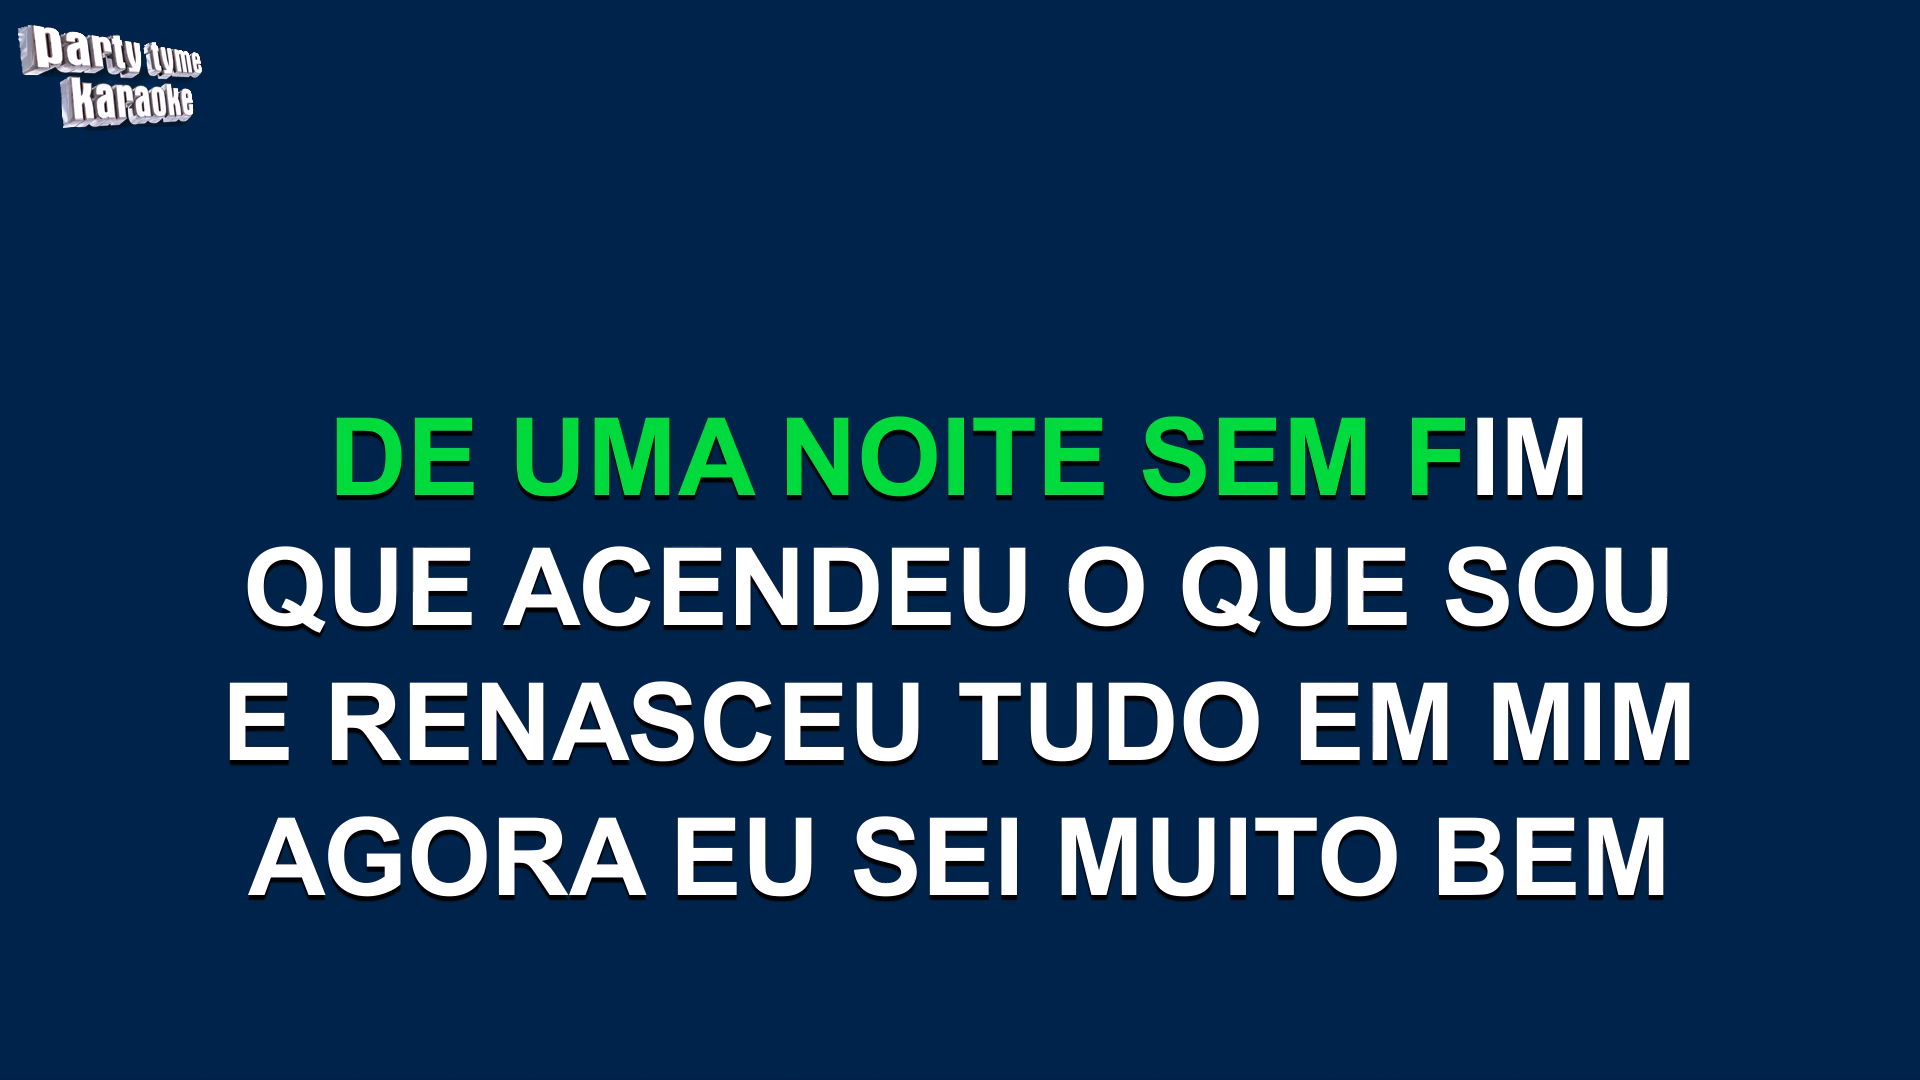 party tyme
karaoke
DE UMA NOITE SEM FIM
QUE ACENDEU O QUE SOU
E RENASCEU TUDO EM MIM
AGORA EU SEI MUITO BEM